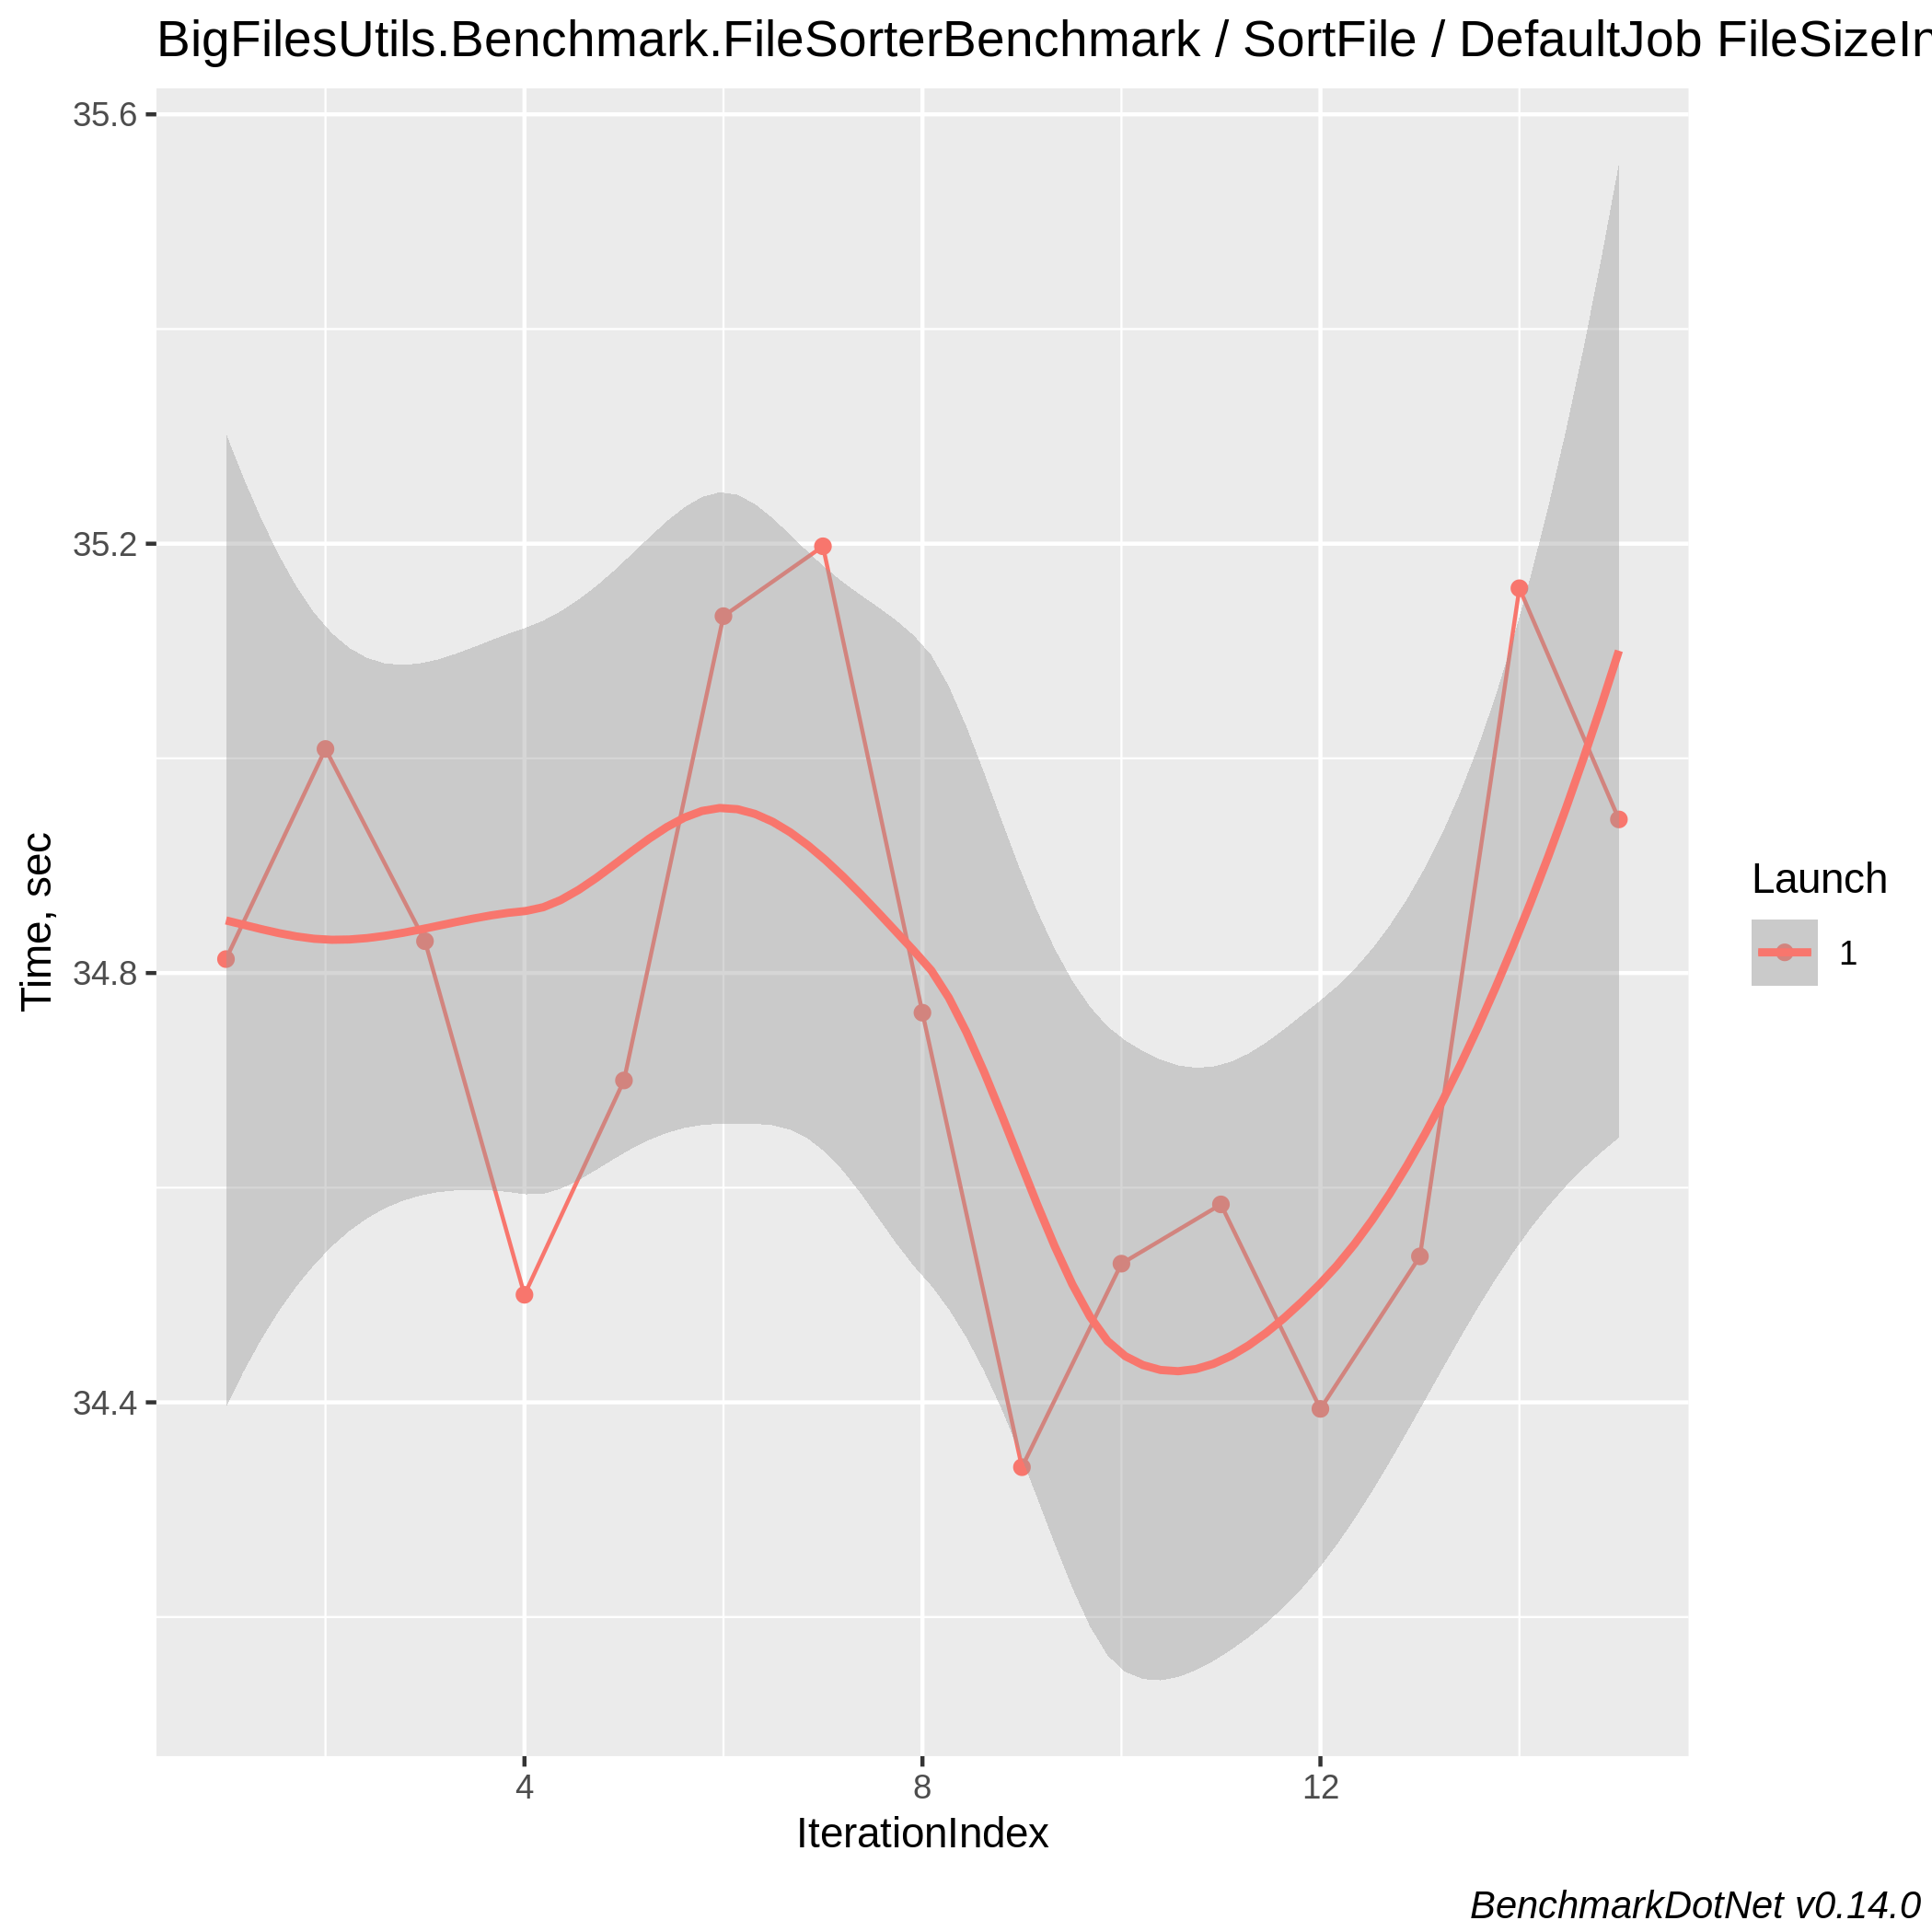 BigFilesUtils.Benchmark.FileSorterBenchmark / SortFile / DefaultJob FileSizeIn
35.6
35.2
34.8
34.4
Time, sec
4 8 12
IterationIndex
Launch
1
BenchmarkDotNet v0.14.0